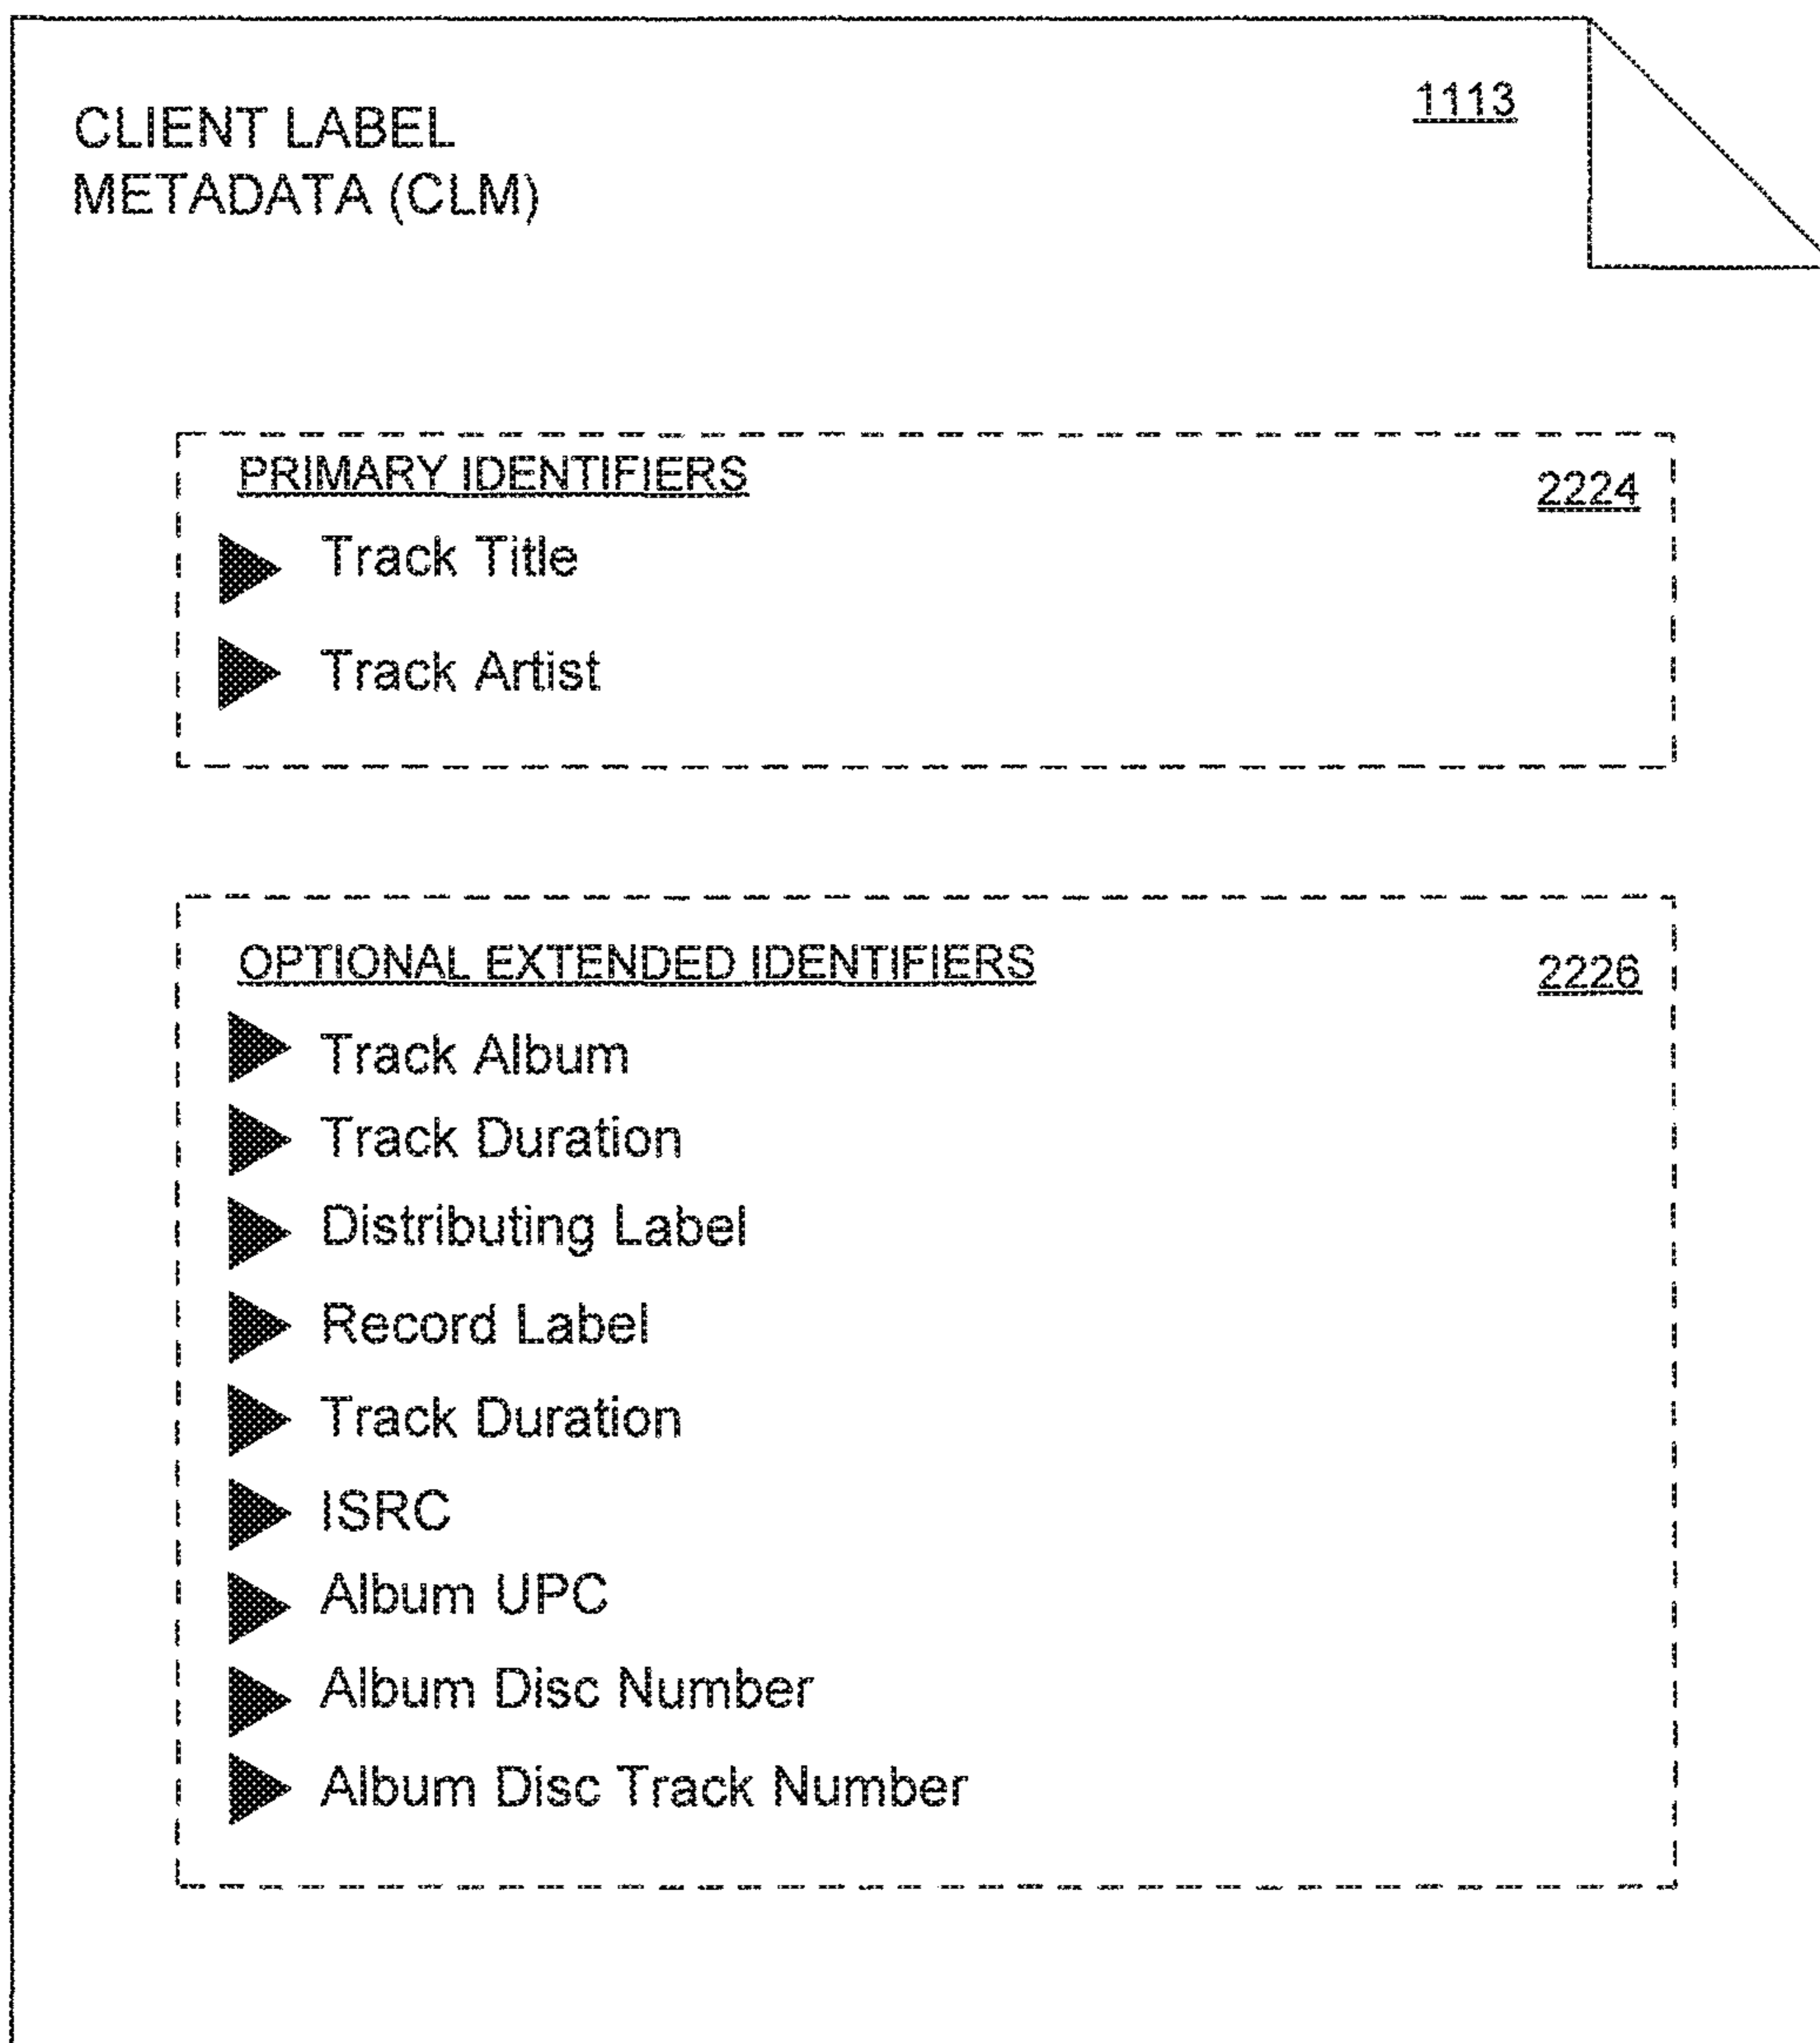 CLIENT LABEL 1113
METADATA (CLM)
PRIMARY IDENTIFIERS 2224
Track Title
Track Artist
OPTIONAL EXTENDED IDENTIFIERS 2226
Track Album
Track Duration
Distributing Label
Record Label
Track Duration
ISRC
Album UPC
Album Disc Number
Album Disc Track Number